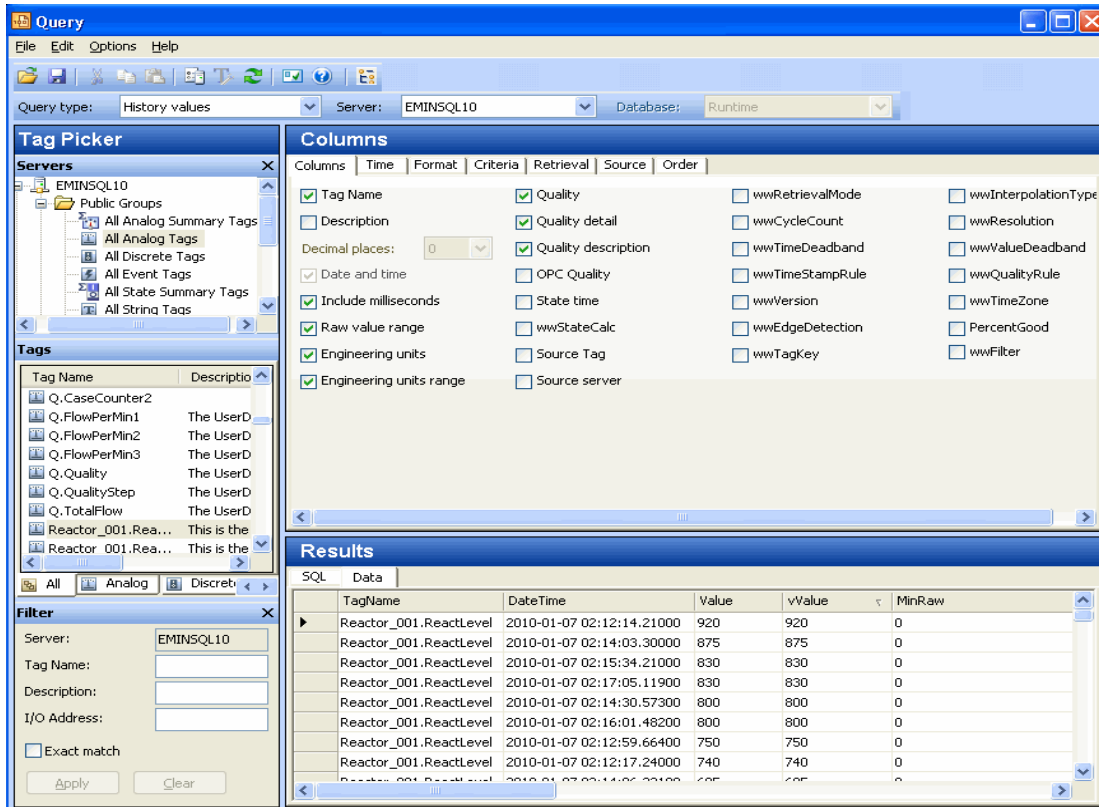 Query
File Edit Options Help
Query type: History values Server: EMINSQL10 Database: Runtime
Tag Picker
Servers
EMINSQL10
Public Groups
All Analog Summary Tags
All Analog Tags
All Discrete Tags
All Event Tags
All State Summary Tags
All String Tags
Tags
Tag Name Descriptio
Q.CaseCounter2
Q.FlowPerMin1 The UserD
Q.FlowPerMin2 The UserD
Q.FlowPerMin3 The UserD
Q.Quality The UserD
Q.QualityStep The UserD
Q.TotalFlow The UserD
Reactor_001.Rea... This is the
Reactor_001.Rea... This is the
All Analog Discret
Filter
Server: EMINSQL10
Tag Name:
Description:
I/O Address:
Exact match
Apply Clear
Columns
Columns Time Format Criteria Retrieval Source Order
Tag Name Quality wwRetrievalMode wwInterpolationType
Description Quality detail wwCycleCount wwResolution
Decimal places: 0 Quality description wwTimeDeadband wwValueDeadband
Date and time OPC Quality wwTimeStampRule wwQualityRule
Include milliseconds State time wwVersion wwTimeZone
Raw value range wwStateCalc wwEdgeDetection PercentGood
Engineering units Source Tag wwTagKey wwFilter
Engineering units range Source server
Results
SQL Data
TagName DateTime Value vValue MinRaw
Reactor_001.ReactLevel 2010-01-07 02:12:14.21000 920 920 0
Reactor_001.ReactLevel 2010-01-07 02:14:03.30000 875 875 0
Reactor_001.ReactLevel 2010-01-07 02:15:34.21000 830 830 0
Reactor_001.ReactLevel 2010-01-07 02:17:05.11900 830 830 0
Reactor_001.ReactLevel 2010-01-07 02:14:30.57300 800 800 0
Reactor_001.ReactLevel 2010-01-07 02:16:01.48200 800 800 0
Reactor_001.ReactLevel 2010-01-07 02:12:59.66400 750 750 0
Reactor_001.ReactLevel 2010-01-07 02:12:17.24000 740 740 0